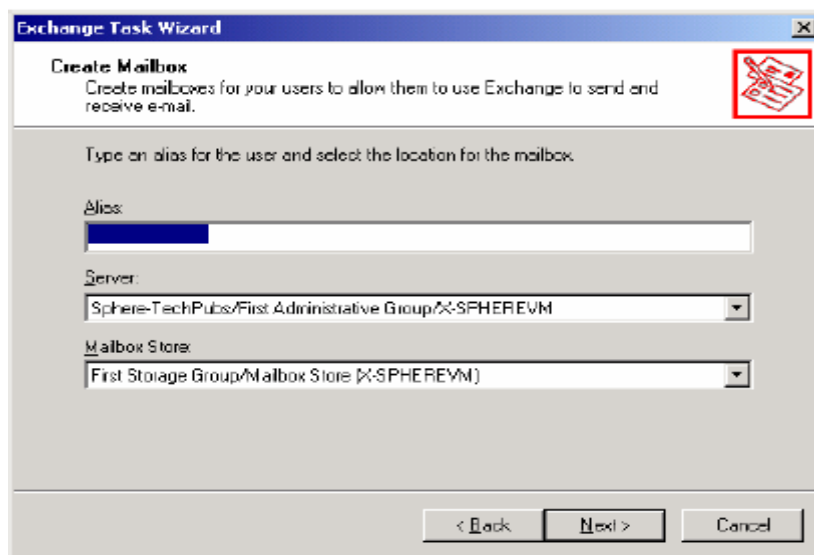 Exchange Task Wizard
Create Mailbox
Create mailboxes for your users to allow them to use Exchange to send and
receive e-mail.
Type an alias for the user and select the location for the mailbox.
Alias:
Server:
Sphere-TechPubs/First Administrative Group/X-SPHEREVM
Mailbox Store:
First Storage Group/Mailbox Store (X-SPHEREVM)
< Back
Next >
Cancel